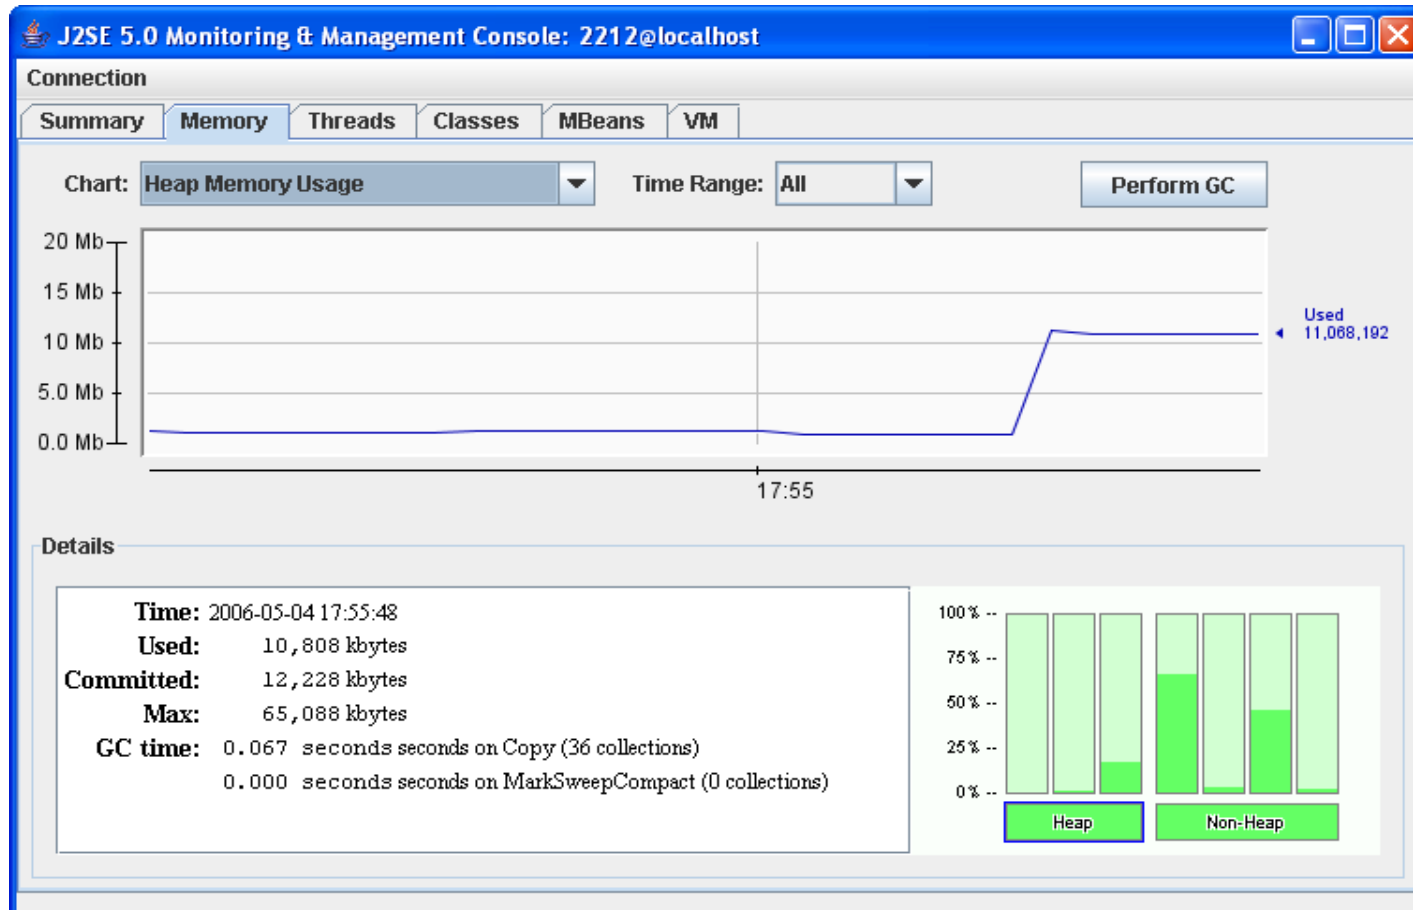 J2SE 5.0 Monitoring & Management Console: 2212@localhost
Connection
Summary Memory Threads Classes MBeans VM
Chart: Heap Memory Usage Time Range: All Perform GC
20 Mb
15 Mb
10 Mb
5.0 Mb
0.0 Mb
Used
11,068,192
17:55
Details
Time: 2006-05-04 17:55:48
Used: 10,808 kbytes
Committed: 12,228 kbytes
Max: 65,088 kbytes
GC time: 0.067 seconds seconds on Copy (36 collections)
0.000 seconds seconds on MarkSweepCompact (0 collections)
100% --
75% --
50% --
25% --
0% --
Heap Non-Heap